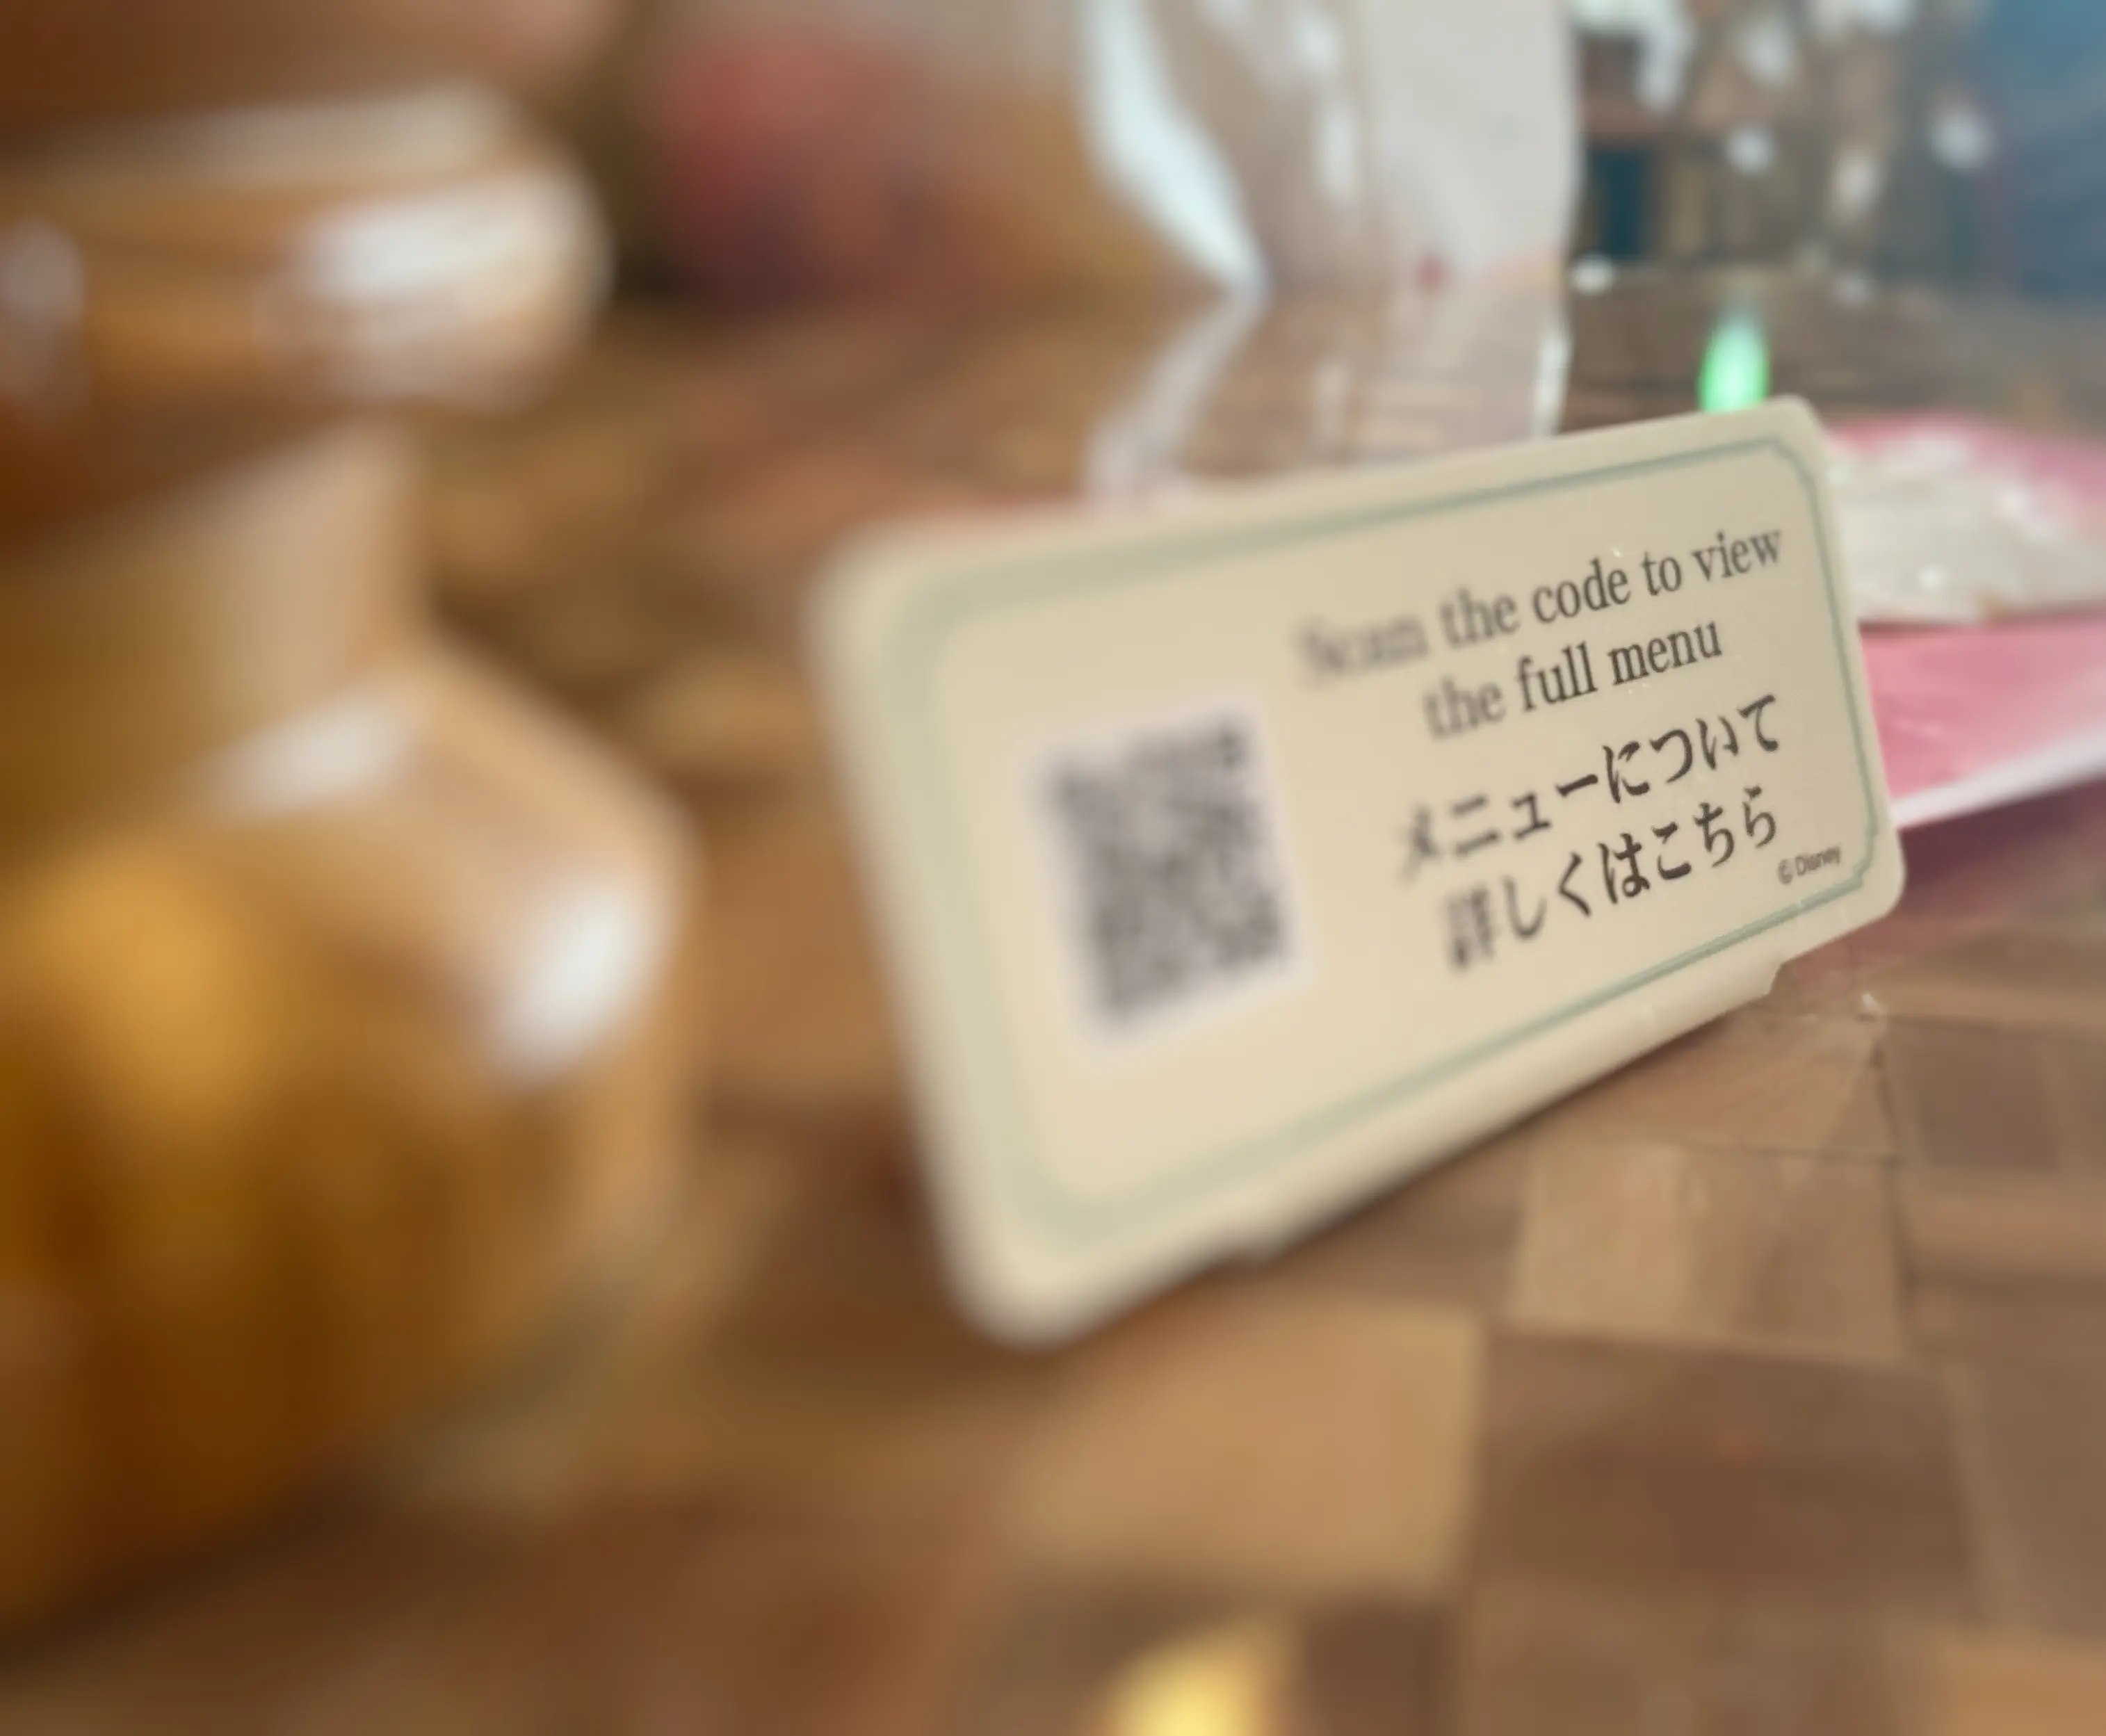 Scan the code to view
the full menu
メニューについて
詳しくはこちら
© Disney